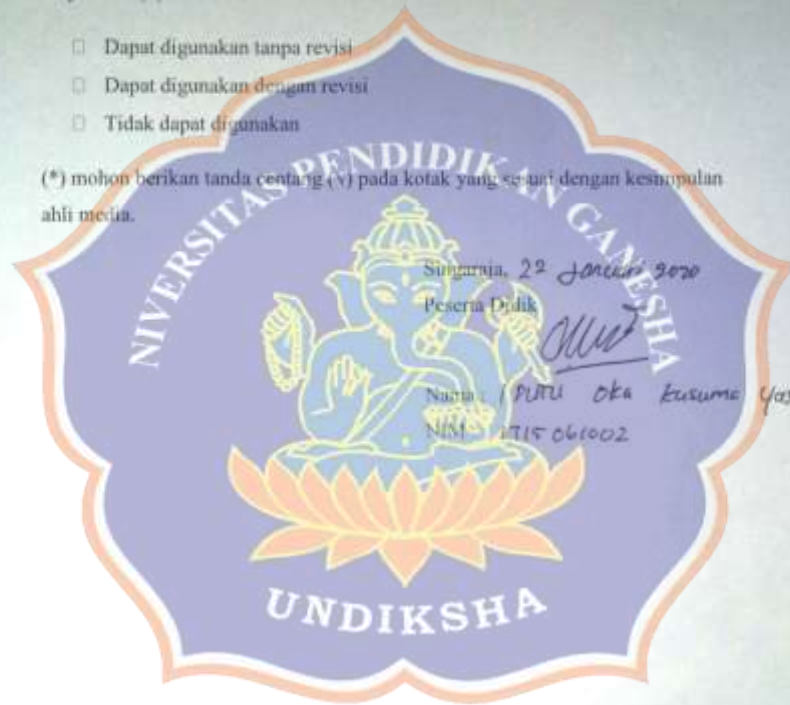 □ Dapat digunakan tanpa revisi
□ Dapat digunakan dengan revisi
□ Tidak dapat digunakan
(*) mohon berikan tanda centang (√) pada kotak yang sesuai dengan kesimpulan
ahli media.
NIVERSITAS PENDIDIKAN GANESHA
Singaraja, 22 Januari 2020
Peserta Didik
Nama : I PUTU Oka Kusuma
NIM : 1715061002
UNDIKSHA